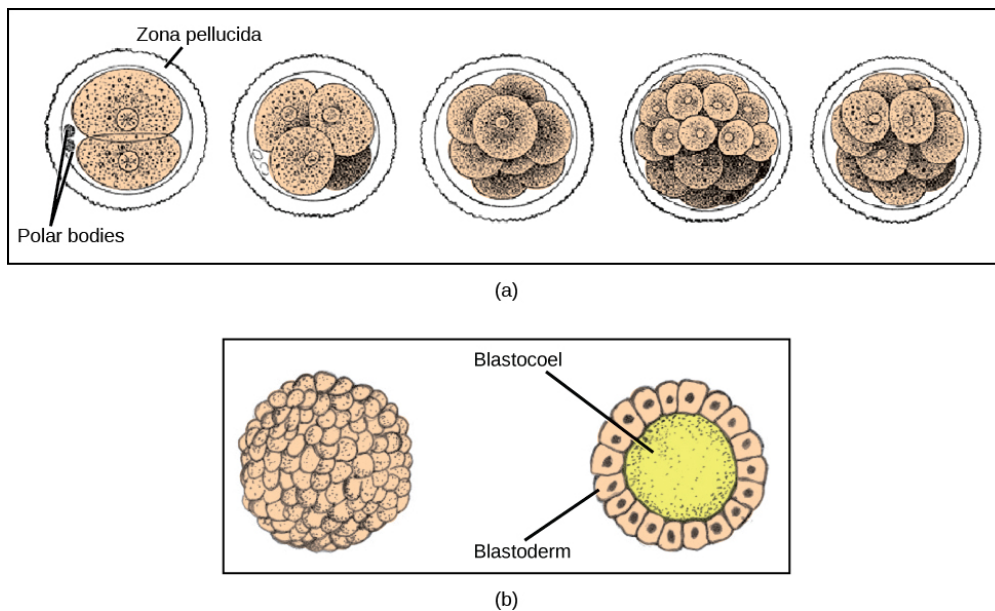 Zona pellucida
Polar bodies
(a)
Blastocoel
Blastoderm
(b)